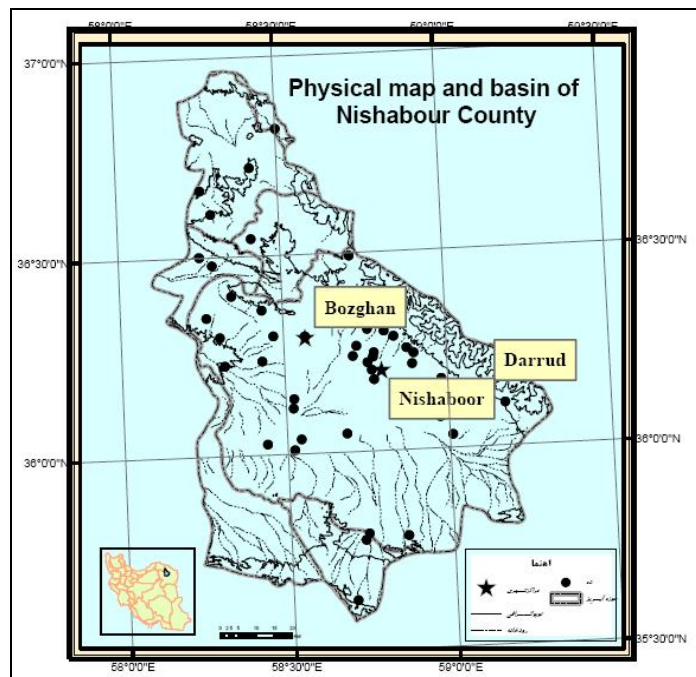 58°0'0"E
58°30'0"E
59°0'0"E
59°30'0"E
37°0'0"N
Physical map and basin of
Nishabour County
36°30'0"N
36°30'0"N
Bozghan
Darrud
Nishaboor
36°0'0"N
36°0'0"N
ده
رودخانه
35°30'0"N
58°0'0"E
58°30'0"E
59°0'0"E